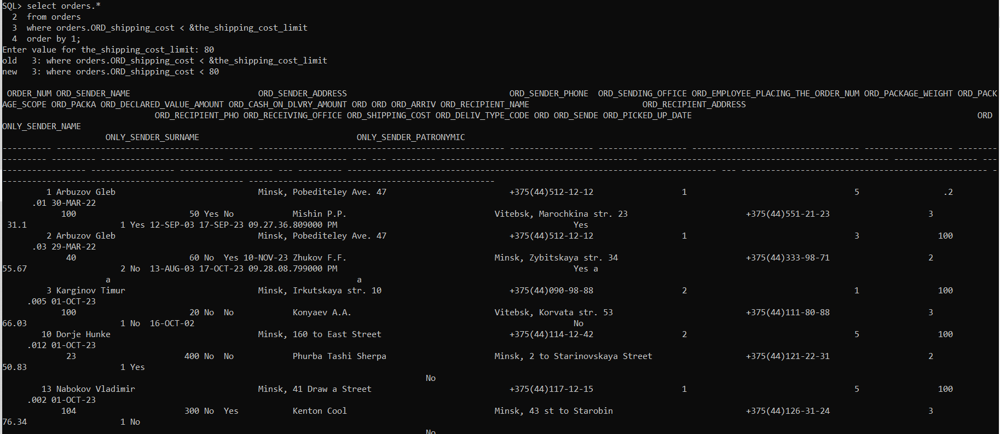 SQL> select orders.*
  2  from orders
  3  where orders.ORD_shipping_cost < &the_shipping_cost_limit
  4  order by 1;
Enter value for the_shipping_cost_limit: 80
old   3: where orders.ORD_shipping_cost < &the_shipping_cost_limit
new   3: where orders.ORD_shipping_cost < 80
 ORDER_NUM ORD_SENDER_NAME ORD_SENDER_ADDRESS ORD_SENDER_PHONE  ORD_SENDING_OFFICE ORD_EMPLOYEE_PLACING_THE_ORDER_NUM ORD_PACKAGE_WEIGHT ORD_PACK
AGE_SCOPE ORD_PACKA ORD_DECLARED_VALUE_AMOUNT ORD_CASH_ON_DLVRY_AMOUNT ORD ORD ORD_ARRIV ORD_RECIPIENT_NAME ORD_RECIPIENT_ADDRESS
ORD_RECIPIENT_PHO ORD_RECEIVING_OFFICE ORD_SHIPPING_COST ORD_DELIV_TYPE_CODE ORD ORD_SENDE ORD_PICKED_UP_DATE ORD
ONLY_SENDER_NAME
ONLY_SENDER_SURNAME ONLY_SENDER_PATRONYMIC
1 Arbuzov Gleb Minsk, Pobediteley Ave. 47 +375(44)512-12-12 1 5 .2
.01 30-MAR-22
100 50 Yes No Mishin P.P. Vitebsk, Marochkina str. 23 +375(44)551-21-23 3
31.1 1 Yes 12-SEP-03 17-SEP-23 09.27.36.809000 PM Yes
2 Arbuzov Gleb Minsk, Pobediteley Ave. 47 +375(44)512-12-12 1 3 100
.03 29-MAR-22
40 60 No  Yes 10-NOV-23 Zhukov F.F. Minsk, Zybitskaya str. 34 +375(44)333-98-71 2
55.67 2 No  13-AUG-03 17-OCT-23 09.28.08.799000 PM Yes a
a a
3 Karginov Timur Minsk, Irkutskaya str. 10 +375(44)090-98-88 2 1 100
.005 01-OCT-23
100 20 No  No Konyaev A.A. Vitebsk, Korvata str. 53 +375(44)111-80-88 3
66.03 1 No  16-OCT-02 No
10 Dorje Hunke Minsk, 160 to East Street +375(44)114-12-42 2 5 100
.012 01-OCT-23
23 400 No  No Phurba Tashi Sherpa Minsk, 2 to Starinovskaya Street +375(44)121-22-31 2
50.83 1 Yes
No
13 Nabokov Vladimir Minsk, 41 Draw a Street +375(44)117-12-15 1 5 100
.002 01-OCT-23
104 300 No  Yes Kenton Cool Minsk, 43 st to Starobin +375(44)126-31-24 3
76.34 1 No
No